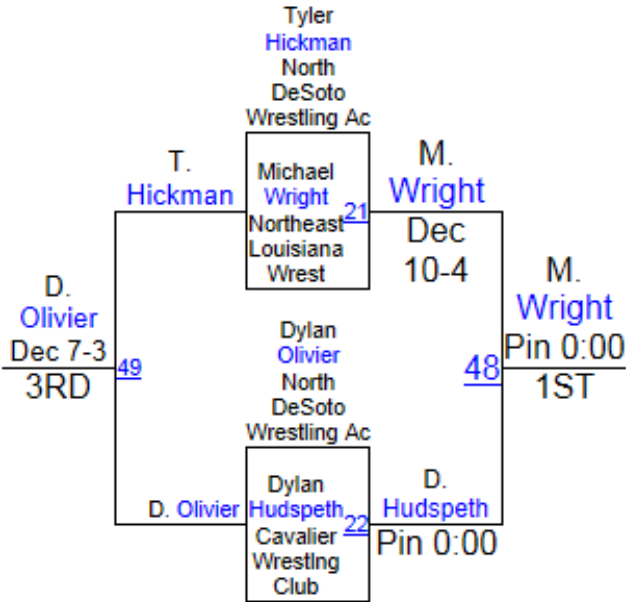 Tyler
Hickman
North
DeSoto
Wrestling Ac
T.
Hickman
Michael
Wright
Northeast
Louisiana
Wrest
21
M.
Wright
Dec
10-4
D.
Olivier
Dec 7-3
3RD
49
Dylan
Olivier
North
DeSoto
Wrestling Ac
48
M.
Wright
Pin 0:00
1ST
D. Olivier
Dylan
Hudspeth
Cavalier
Wrestlng
Club
22
D.
Hudspeth
Pin 0:00